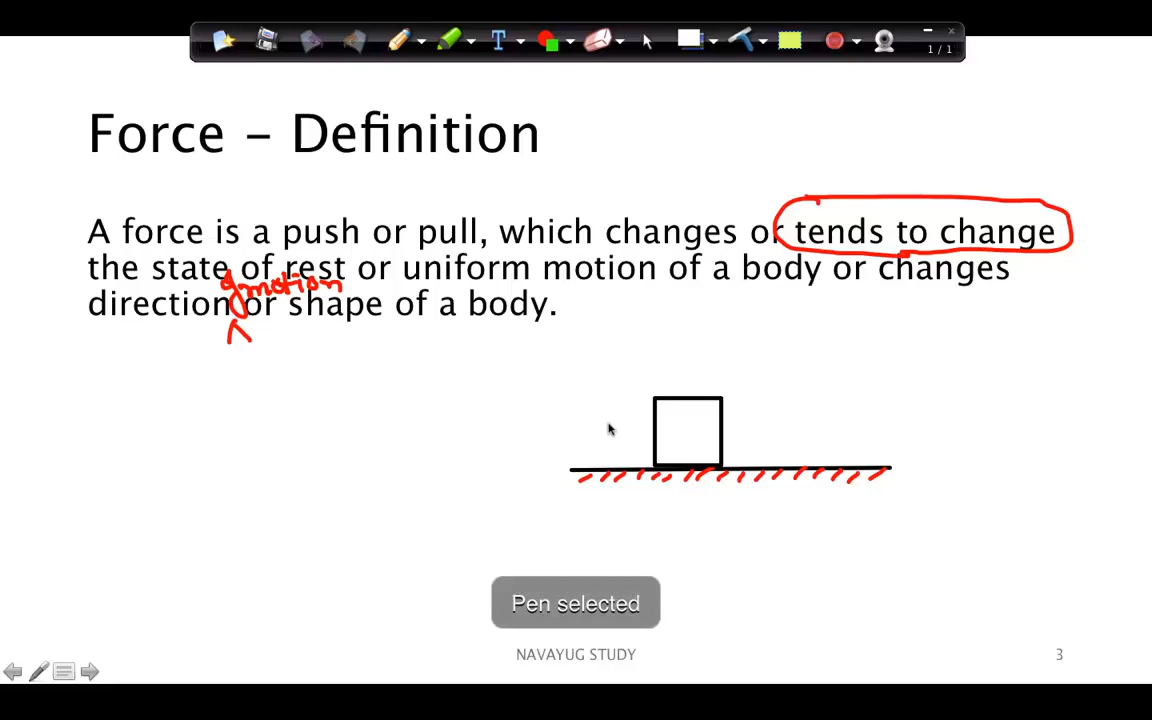 1 / 1
Force – Definition
A force is a push or pull, which changes or tends to change
the state of rest or uniform motion of a body or changes
of motion
direction or shape of a body.
Pen selected
NAVAYUG STUDY
3